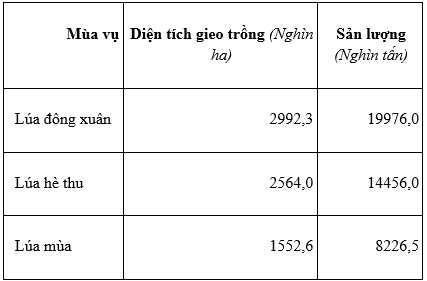 Mùa vụ Diện tích gieo trồng (Nghìn Sản lượng
ha) (Nghìn tấn)
Lúa đông xuân 2992,3 19976,0
Lúa hè thu 2564,0 14456,0
Lúa mùa 1552,6 8226,5